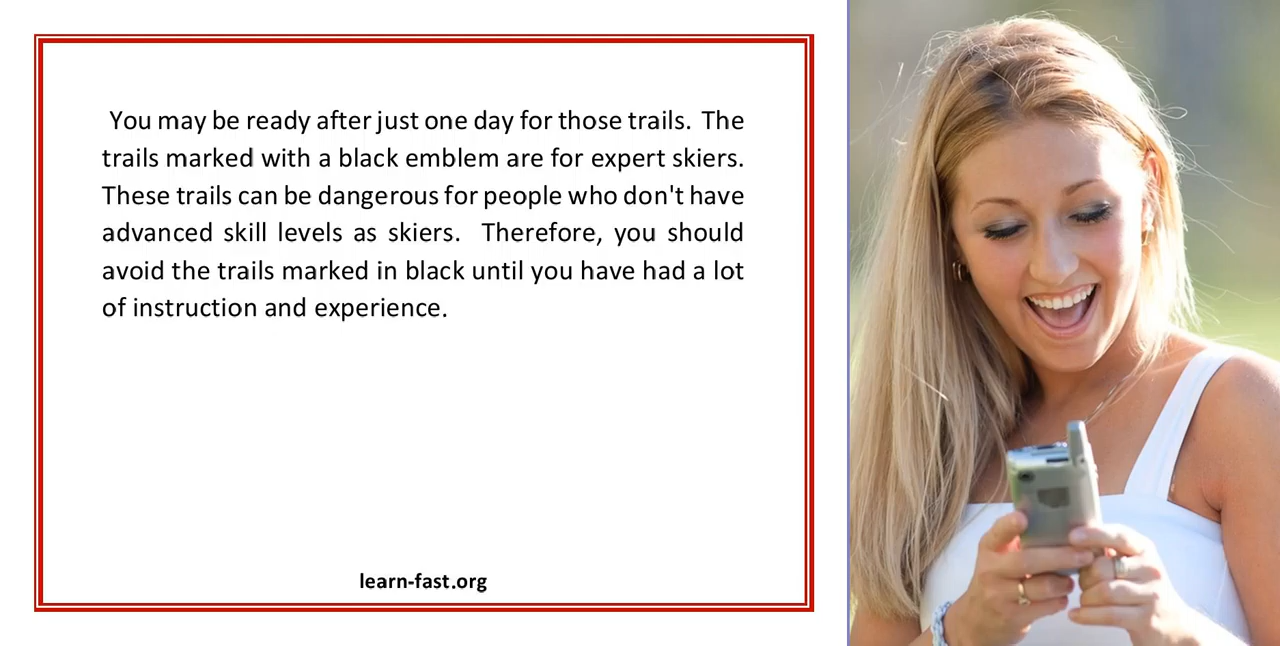 You may be ready after just one day for those trails. The
trails marked with a black emblem are for expert skiers.
These trails can be dangerous for people who don't have
advanced skill levels as skiers. Therefore, you should
avoid the trails marked in black until you have had a lot
of instruction and experience.
learn-fast.org